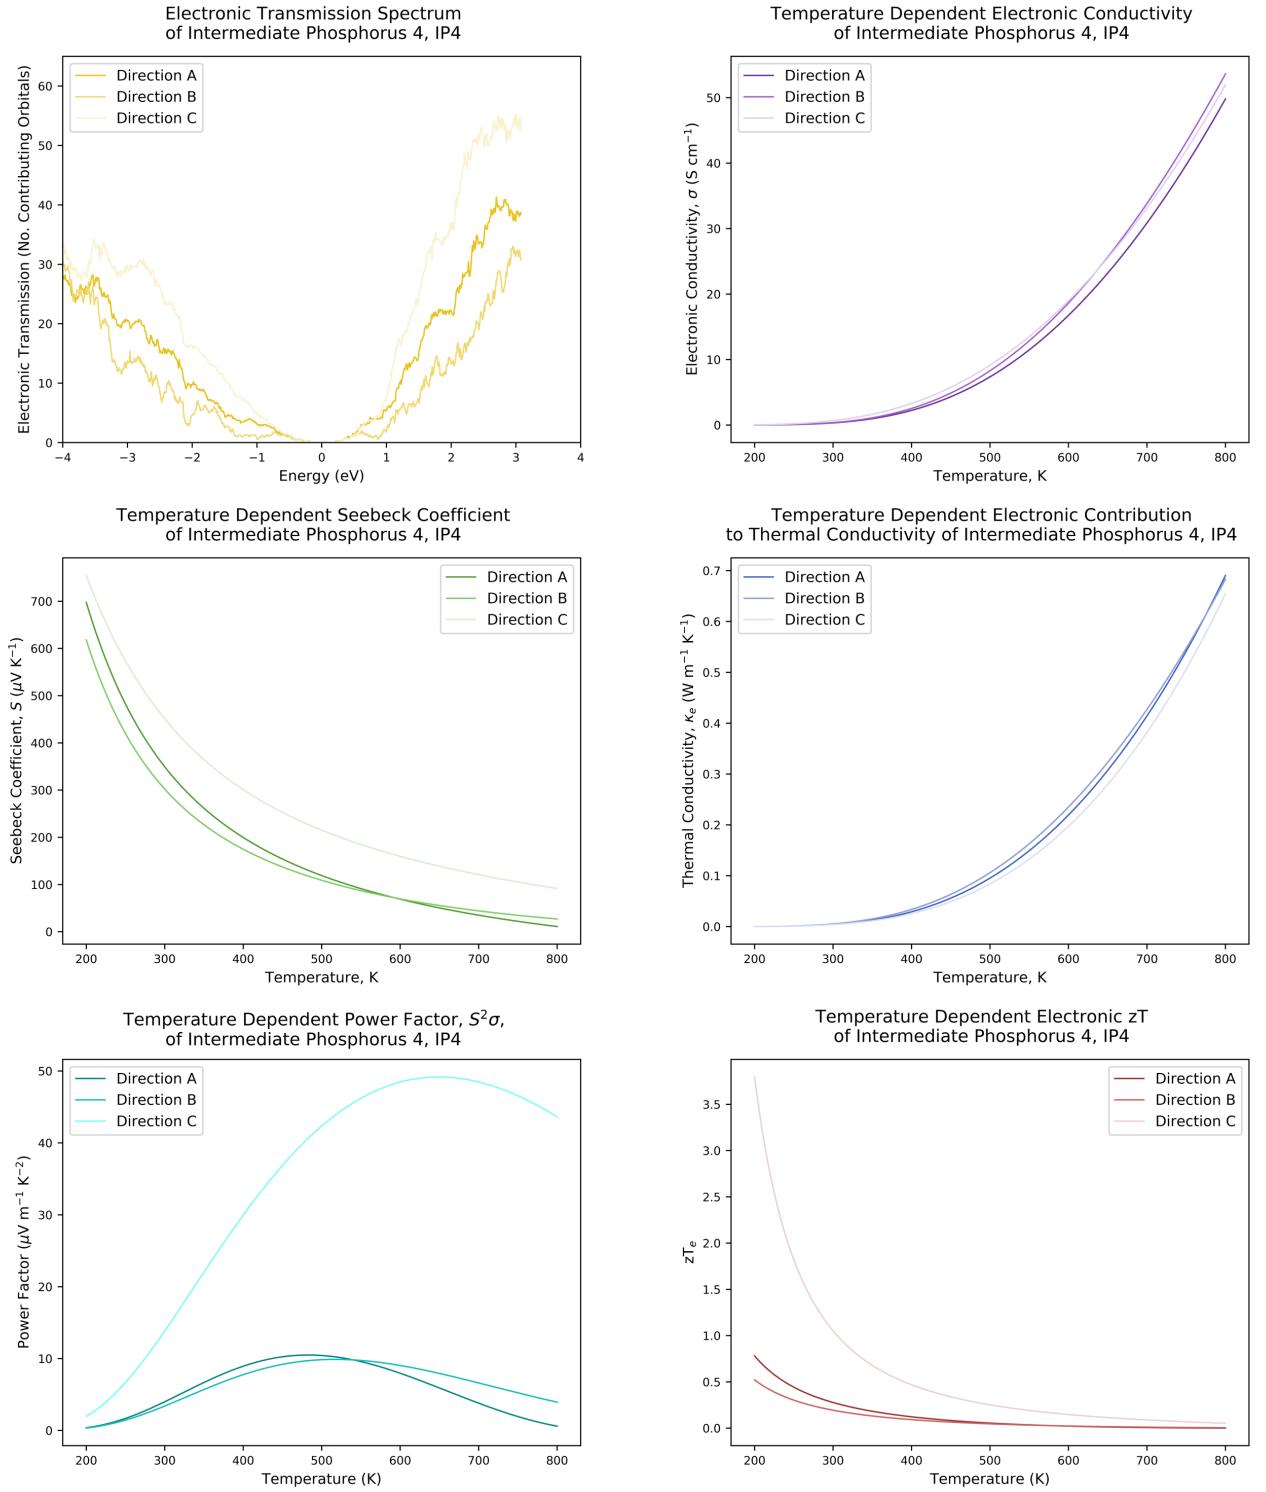 Electronic Transmission Spectrum
of Intermediate Phosphorus 4, IP4
Direction A
Direction B
Direction C
Electronic Transmission (No. Contributing Orbitals)
60
50
40
30
20
10
0
−4 −3 −2 −1 0 1 2 3 4
Energy (eV)
Temperature Dependent Electronic Conductivity
of Intermediate Phosphorus 4, IP4
Direction A
Direction B
Direction C
Electronic Conductivity, σ (S cm⁻¹)
50
40
30
20
10
0
200 300 400 500 600 700 800
Temperature, K
Temperature Dependent Seebeck Coefficient
of Intermediate Phosphorus 4, IP4
Direction A
Direction B
Direction C
Seebeck Coefficient, S (μV K⁻¹)
700
600
500
400
300
200
100
0
200 300 400 500 600 700 800
Temperature, K
Temperature Dependent Electronic Contribution
to Thermal Conductivity of Intermediate Phosphorus 4, IP4
Direction A
Direction B
Direction C
Thermal Conductivity, κₑ (W m⁻¹ K⁻¹)
0.7
0.6
0.5
0.4
0.3
0.2
0.1
0.0
200 300 400 500 600 700 800
Temperature, K
Temperature Dependent Power Factor, S²σ,
of Intermediate Phosphorus 4, IP4
Direction A
Direction B
Direction C
Power Factor (μV m⁻¹ K⁻²)
50
40
30
20
10
0
200 300 400 500 600 700 800
Temperature (K)
Temperature Dependent Electronic zT
of Intermediate Phosphorus 4, IP4
Direction A
Direction B
Direction C
zTₑ
3.5
3.0
2.5
2.0
1.5
1.0
0.5
0.0
200 300 400 500 600 700 800
Temperature (K)